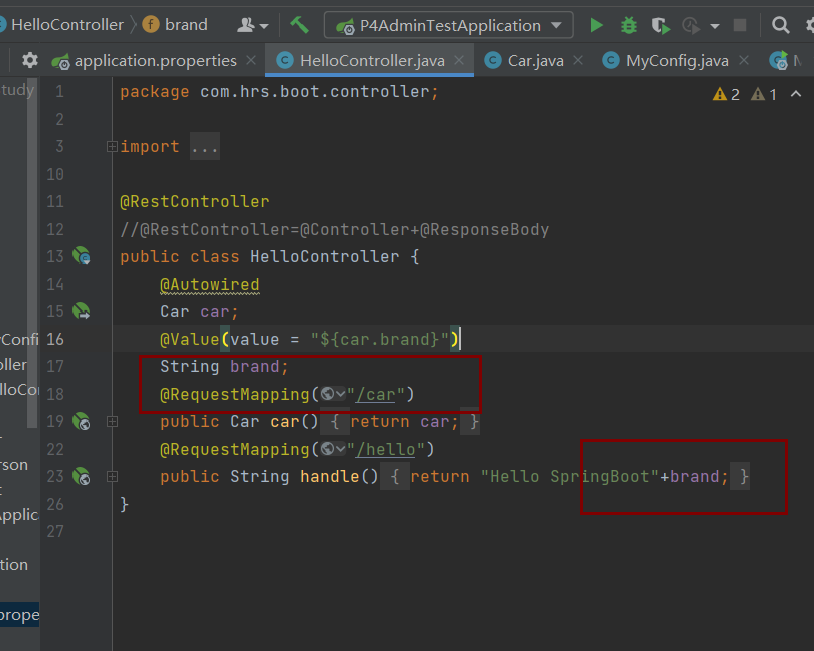 HelloController
brand
P4AdminTestApplication
application.properties
HelloController.java
Car.java
MyConfig.java
tudy
1 package com.hrs.boot.controller;
2 1
2
3 import ...
10
11 @RestController
12 //@RestController=@Controller+@ResponseBody
13 public class HelloController {
14 @Autowired
15 Car car;
16 @Value(value = "${car.brand}")
17 String brand;
18 @RequestMapping("/car")
19 public Car car() { return car; }
22 @RequestMapping("/hello")
23 public String handle() { return "Hello SpringBoot"+brand; }
26 }
27
yConfi
oller
lloCo
rson
t
Applic
tion
prope